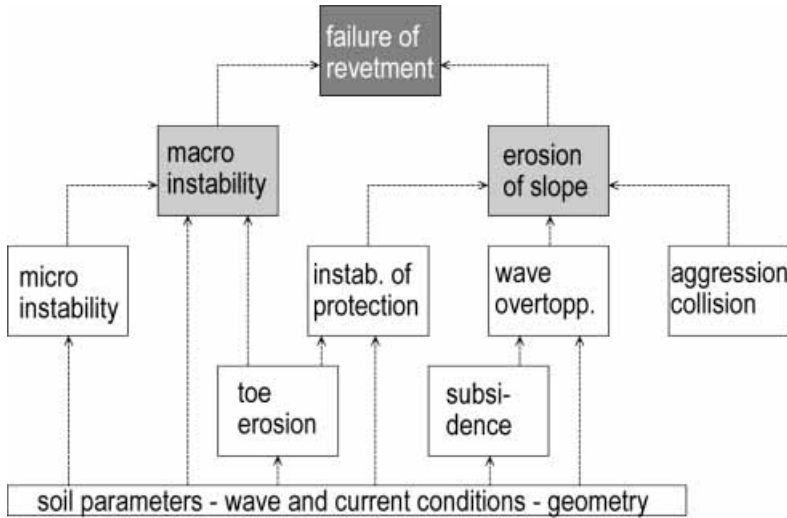 failure of
revetment
macro
instability
erosion
of slope
micro
instability
instab. of
protection
wave
overtopp.
aggression
collision
toe
erosion
subsi-
dence
soil parameters - wave and current conditions - geometry